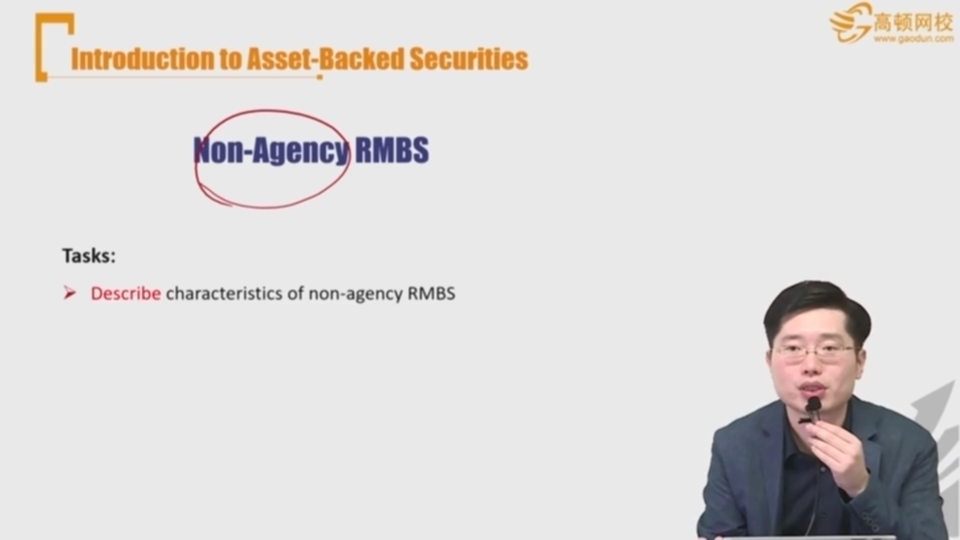 Introduction to Asset-Backed Securities
高顿网校
www.gaodun.com
Non-Agency RMBS
Tasks:
Describe characteristics of non-agency RMBS